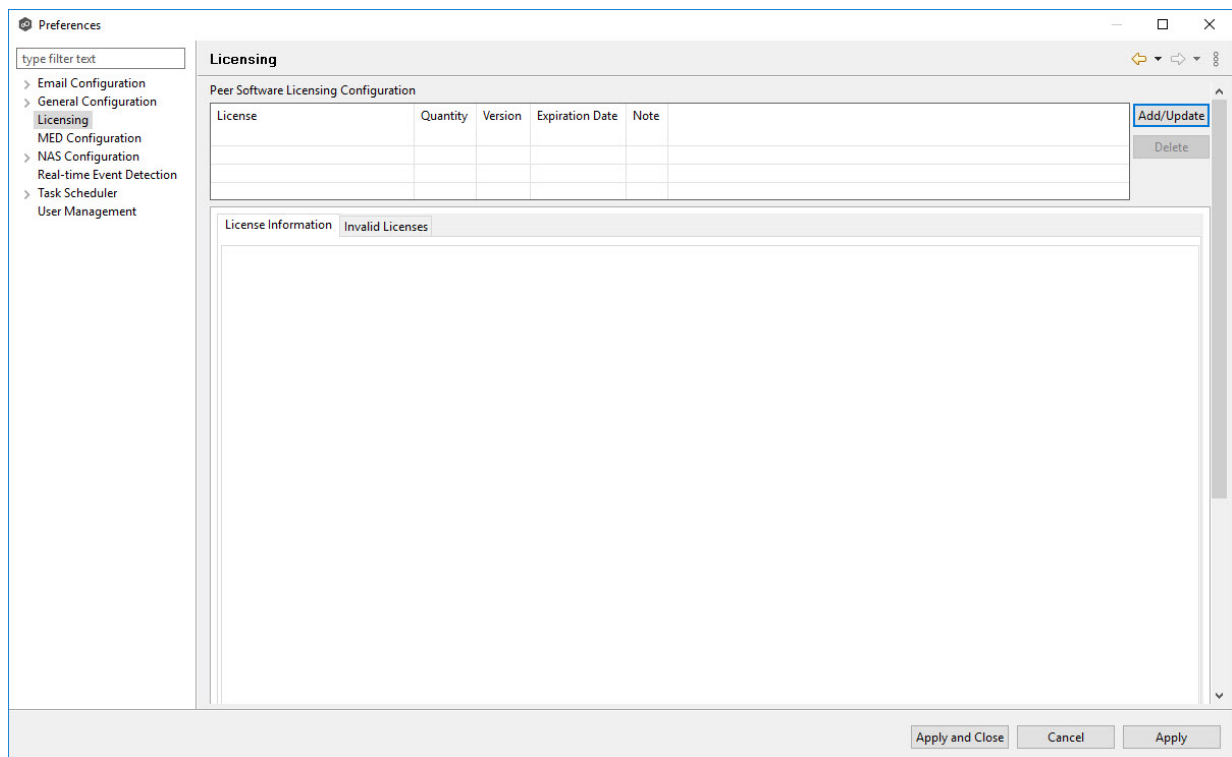 Preferences
type filter text
Email Configuration
General Configuration
Licensing
MED Configuration
NAS Configuration
Real-time Event Detection
Task Scheduler
User Management
Licensing
Peer Software Licensing Configuration
License Quantity Version Expiration Date Note
Add/Update
Delete
License Information Invalid Licenses
Apply and Close Cancel Apply